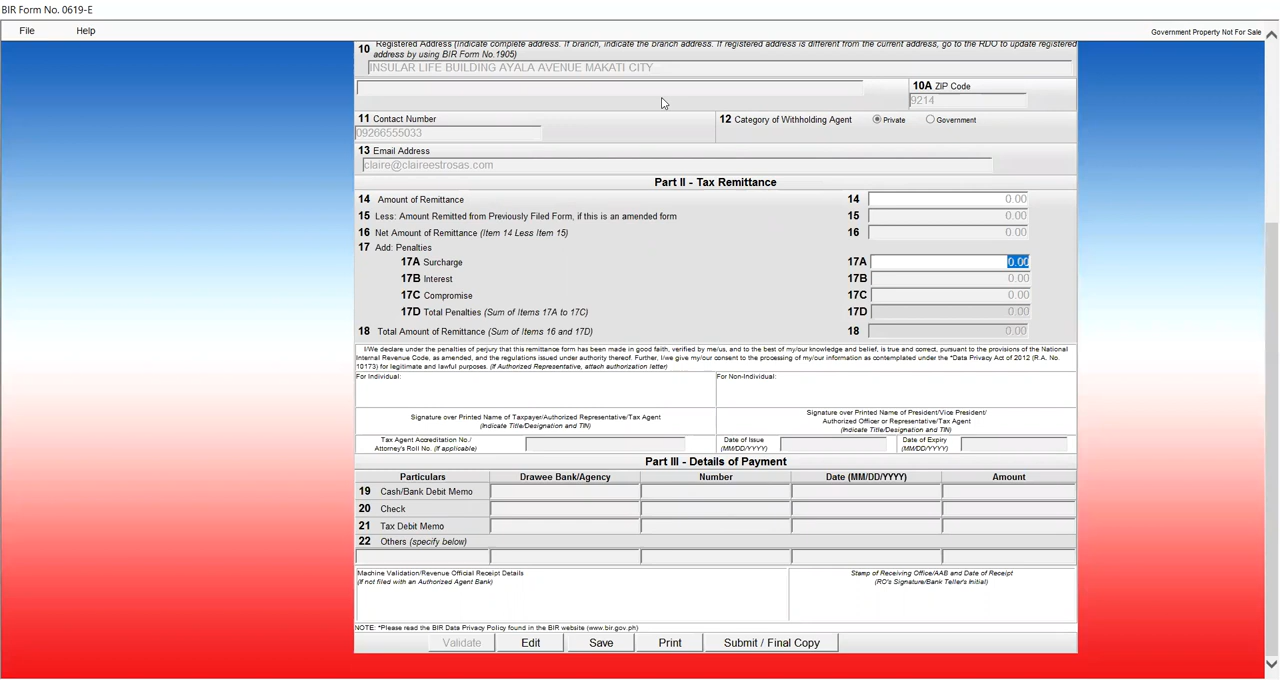 BIR Form No. 0619-E
File Help
Government Property Not For Sale
10 Registered Address (Indicate complete address. If branch, indicate the branch address. If registered address is different from the current address, go to the RDO to update registered
address by using BIR Form No.1905)
INSULAR LIFE BUILDING AYALA AVENUE MAKATI CITY
10A ZIP Code
9214
11 Contact Number
12 Category of Withholding Agent Private Government
09266555033
13 Email Address
claire@claireestrosas.com
Part II - Tax Remittance
14 Amount of Remittance 14 0.00
15 Less: Amount Remitted from Previously Filed Form, if this is an amended form 15 0.00
16 Net Amount of Remittance (Item 14 Less Item 15) 16 0.00
17 Add: Penalties
17A Surcharge 17A 0.00
17B Interest 17B 0.00
17C Compromise 17C 0.00
17D Total Penalties (Sum of Items 17A to 17C) 17D 0.00
18 Total Amount of Remittance (Sum of Items 16 and 17D) 18 0.00
I/We declare under the penalties of perjury that this remittance form has been made in good faith, verified by me/us, and to the best of my/our knowledge and belief, is true and correct, pursuant to the provisions of the National
Internal Revenue Code, as amended, and the regulations issued under authority thereof. Further, I/we give my/our consent to the processing of my/our information as contemplated under the *Data Privacy Act of 2012 (R.A. No.
10173) for legitimate and lawful purposes. (If Authorized Representative, attach authorization letter)
For Individual: For Non-Individual:
Signature over Printed Name of Taxpayer/Authorized Representative/Tax Agent
(Indicate Title/Designation and TIN)
Signature over Printed Name of President/Vice President/
Authorized Officer or Representative/Tax Agent
(Indicate Title/Designation and TIN)
Tax Agent Accreditation No./
Attorney's Roll No. (If applicable)
Date of Issue
(MM/DD/YYYY)
Date of Expiry
(MM/DD/YYYY)
Part III - Details of Payment
Particulars Drawee Bank/Agency Number Date (MM/DD/YYYY) Amount
19 Cash/Bank Debit Memo
20 Check
21 Tax Debit Memo
22 Others (specify below)
Machine Validation/Revenue Official Receipt Details
(If not filed with an Authorized Agent Bank)
Stamp of Receiving Office/AAB and Date of Receipt
(RO's Signature/Bank Teller's Initial)
NOTE: *Please read the BIR Data Privacy Policy found in the BIR website (www.bir.gov.ph)
Validate Edit Save Print Submit / Final Copy